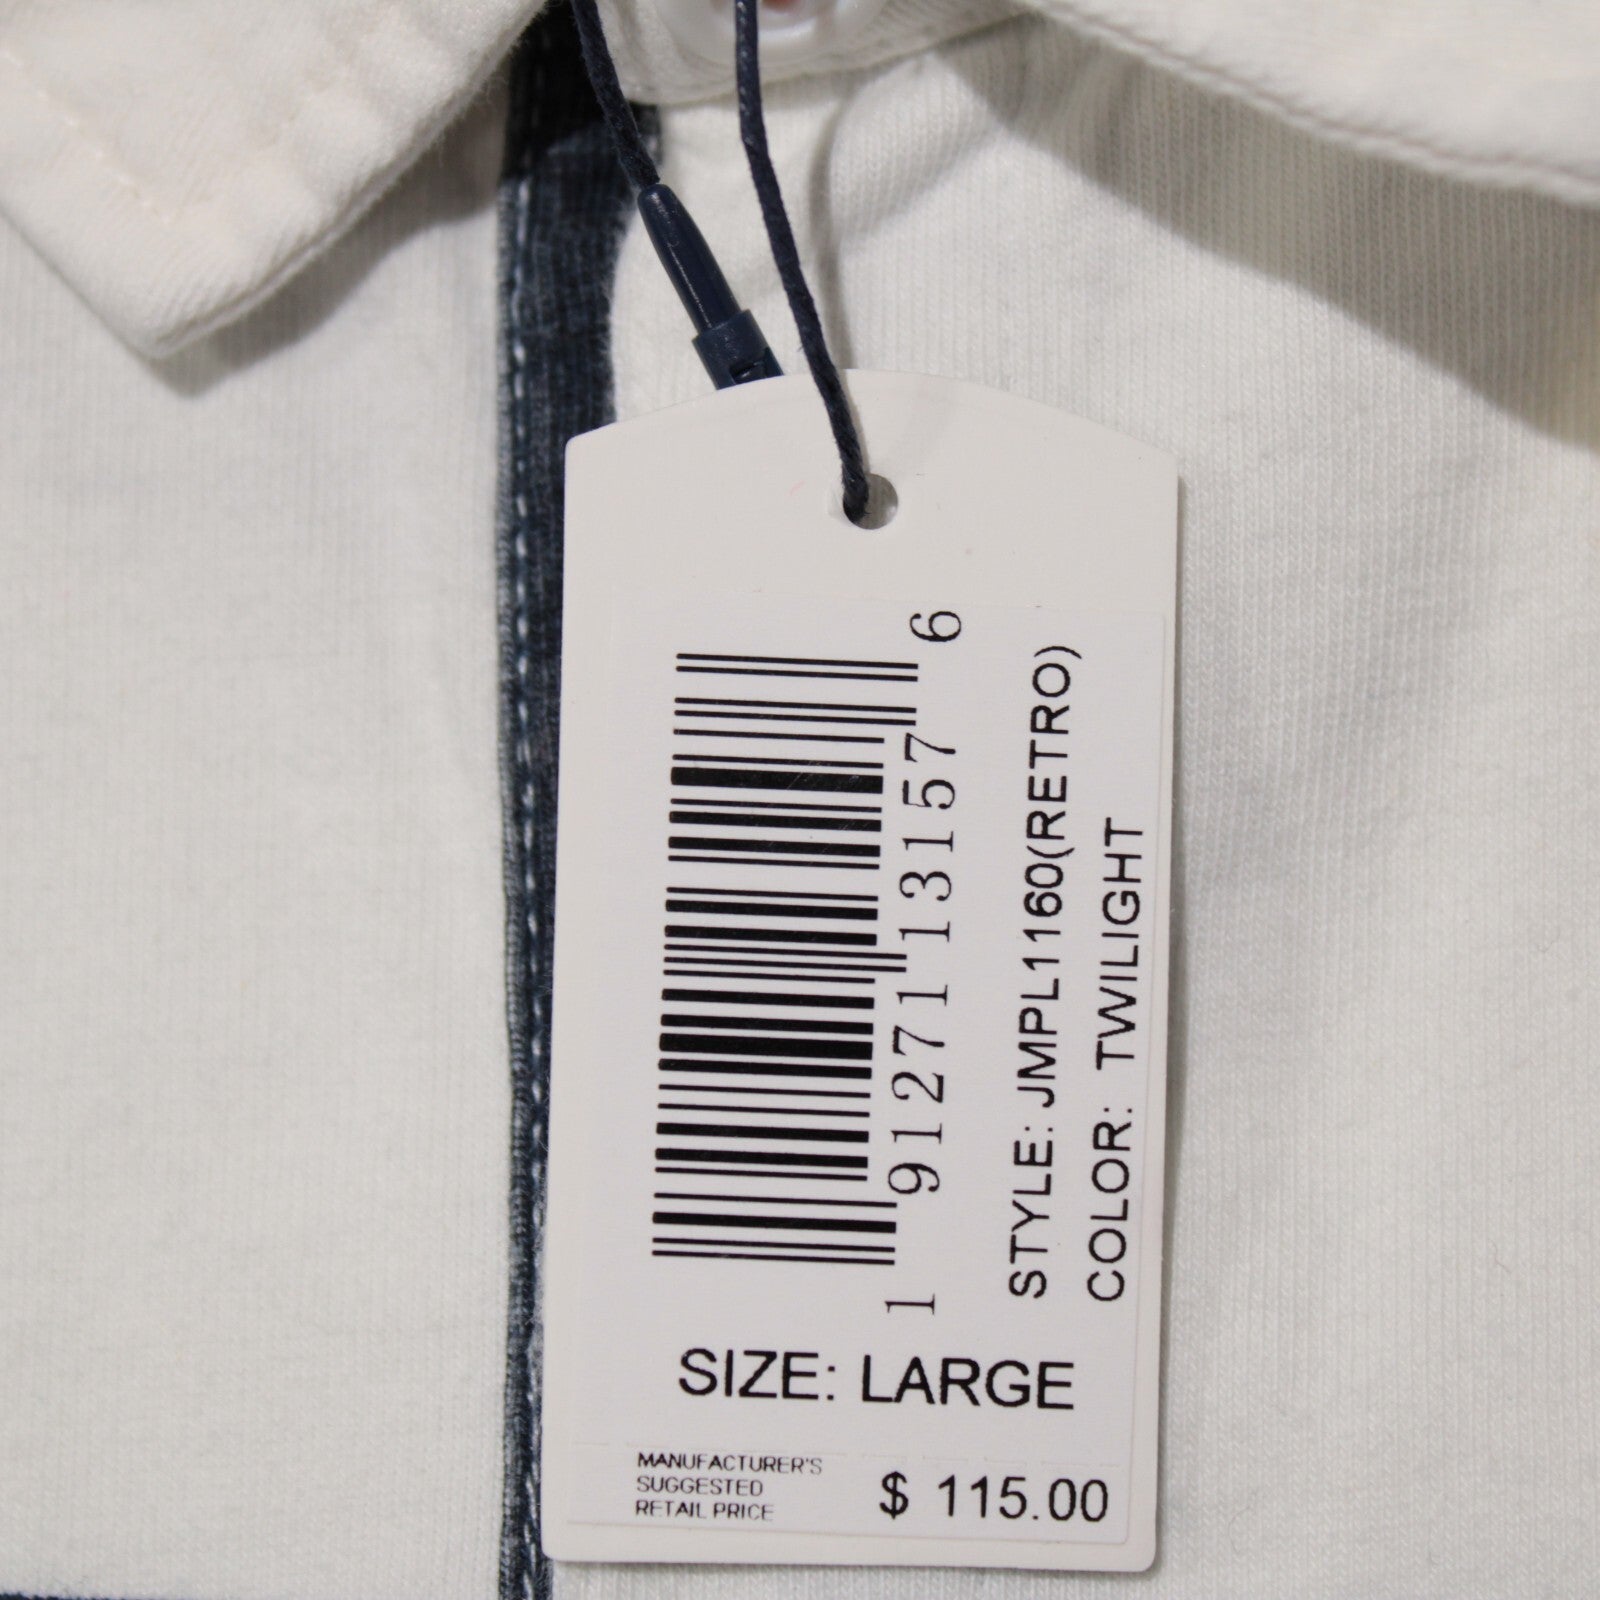 1 91271 13157 6
STYLE: JMPL1160(RETRO)
COLOR: TWILIGHT
SIZE: LARGE
MANUFACTURER'S
SUGGESTED
RETAIL PRICE
$ 115.00